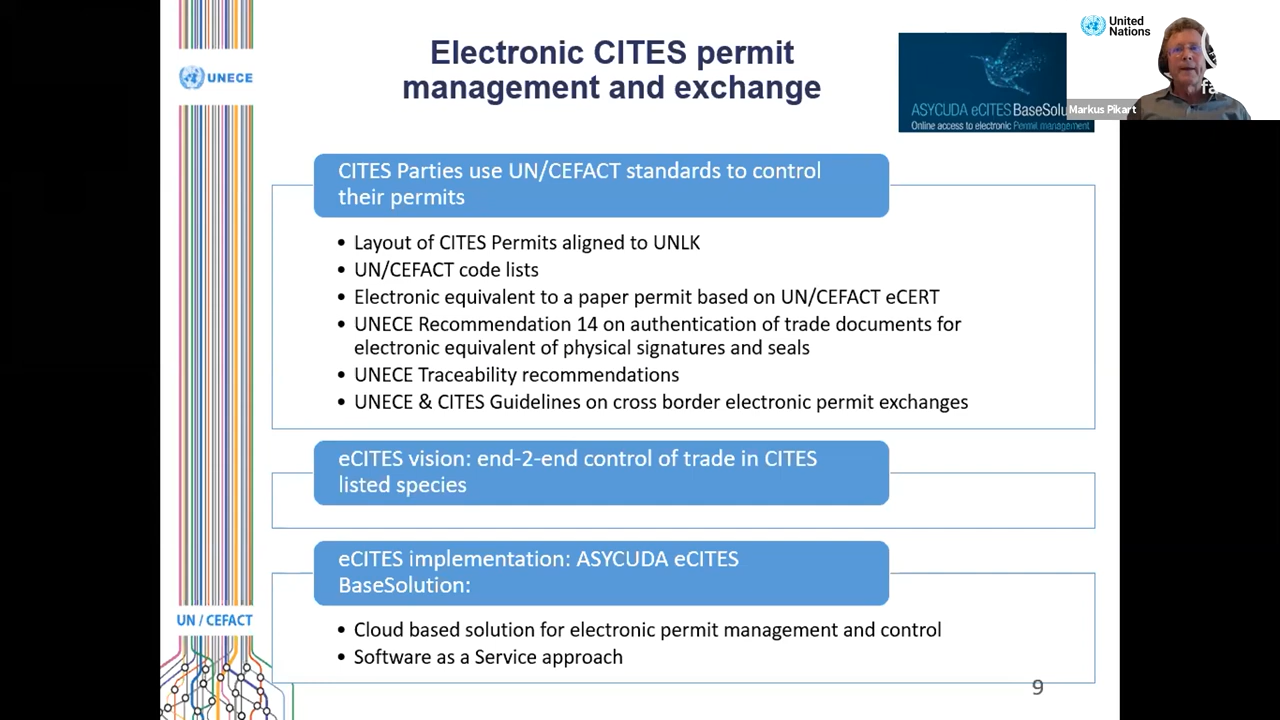 United
Nations
UNECE
Electronic CITES permit
management and exchange
ASYCUDA eCITES BaseSolu
Online access to electronic Permit management
Markus Pikart
CITES Parties use UN/CEFACT standards to control
their permits
• Layout of CITES Permits aligned to UNLK
• UN/CEFACT code lists
• Electronic equivalent to a paper permit based on UN/CEFACT eCERT
• UNECE Recommendation 14 on authentication of trade documents for
electronic equivalent of physical signatures and seals
• UNECE Traceability recommendations
• UNECE & CITES Guidelines on cross border electronic permit exchanges
eCITES vision: end-2-end control of trade in CITES
listed species
eCITES implementation: ASYCUDA eCITES
BaseSolution:
• Cloud based solution for electronic permit management and control
• Software as a Service approach
UN / CEFACT
9